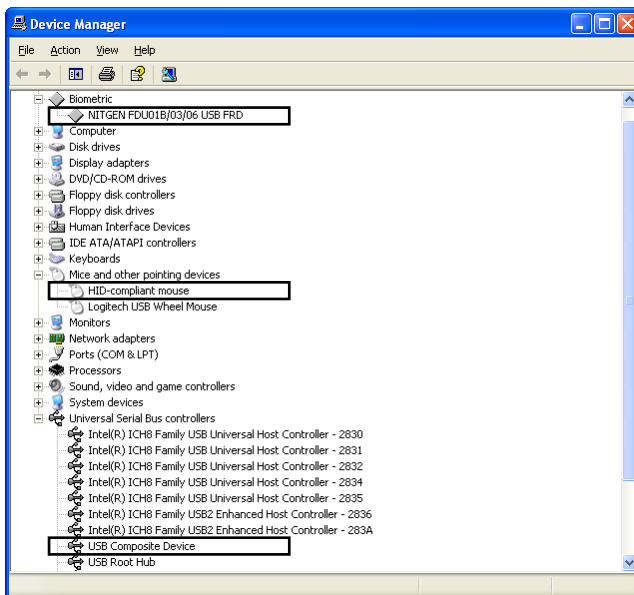 Device Manager
File Action View Help
Biometric
NITGEN FDU01B/03/06 USB FRD
Computer
Disk drives
Display adapters
DVD/CD-ROM drives
Floppy disk controllers
Floppy disk drives
Human Interface Devices
IDE ATA/ATAPI controllers
Keyboards
Mice and other pointing devices
HID-compliant mouse
Logitech USB Wheel Mouse
Monitors
Network adapters
Ports (COM & LPT)
Processors
Sound, video and game controllers
System devices
Universal Serial Bus controllers
Intel(R) ICH8 Family USB Universal Host Controller - 2830
Intel(R) ICH8 Family USB Universal Host Controller - 2831
Intel(R) ICH8 Family USB Universal Host Controller - 2832
Intel(R) ICH8 Family USB Universal Host Controller - 2834
Intel(R) ICH8 Family USB Universal Host Controller - 2835
Intel(R) ICH8 Family USB2 Enhanced Host Controller - 2836
Intel(R) ICH8 Family USB2 Enhanced Host Controller - 283A
USB Composite Device
USB Root Hub